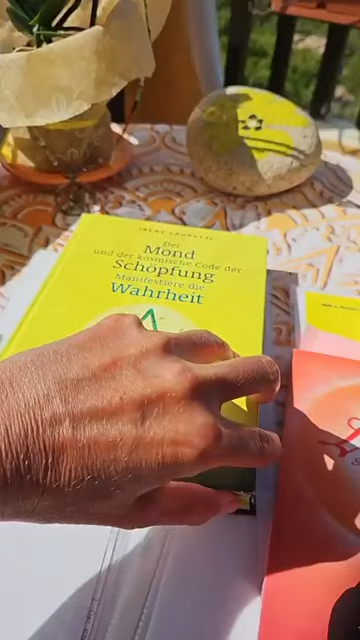 Der
Mond
und der kosmische Code der
Schöpfung
Manifestiere die
Wahrheit